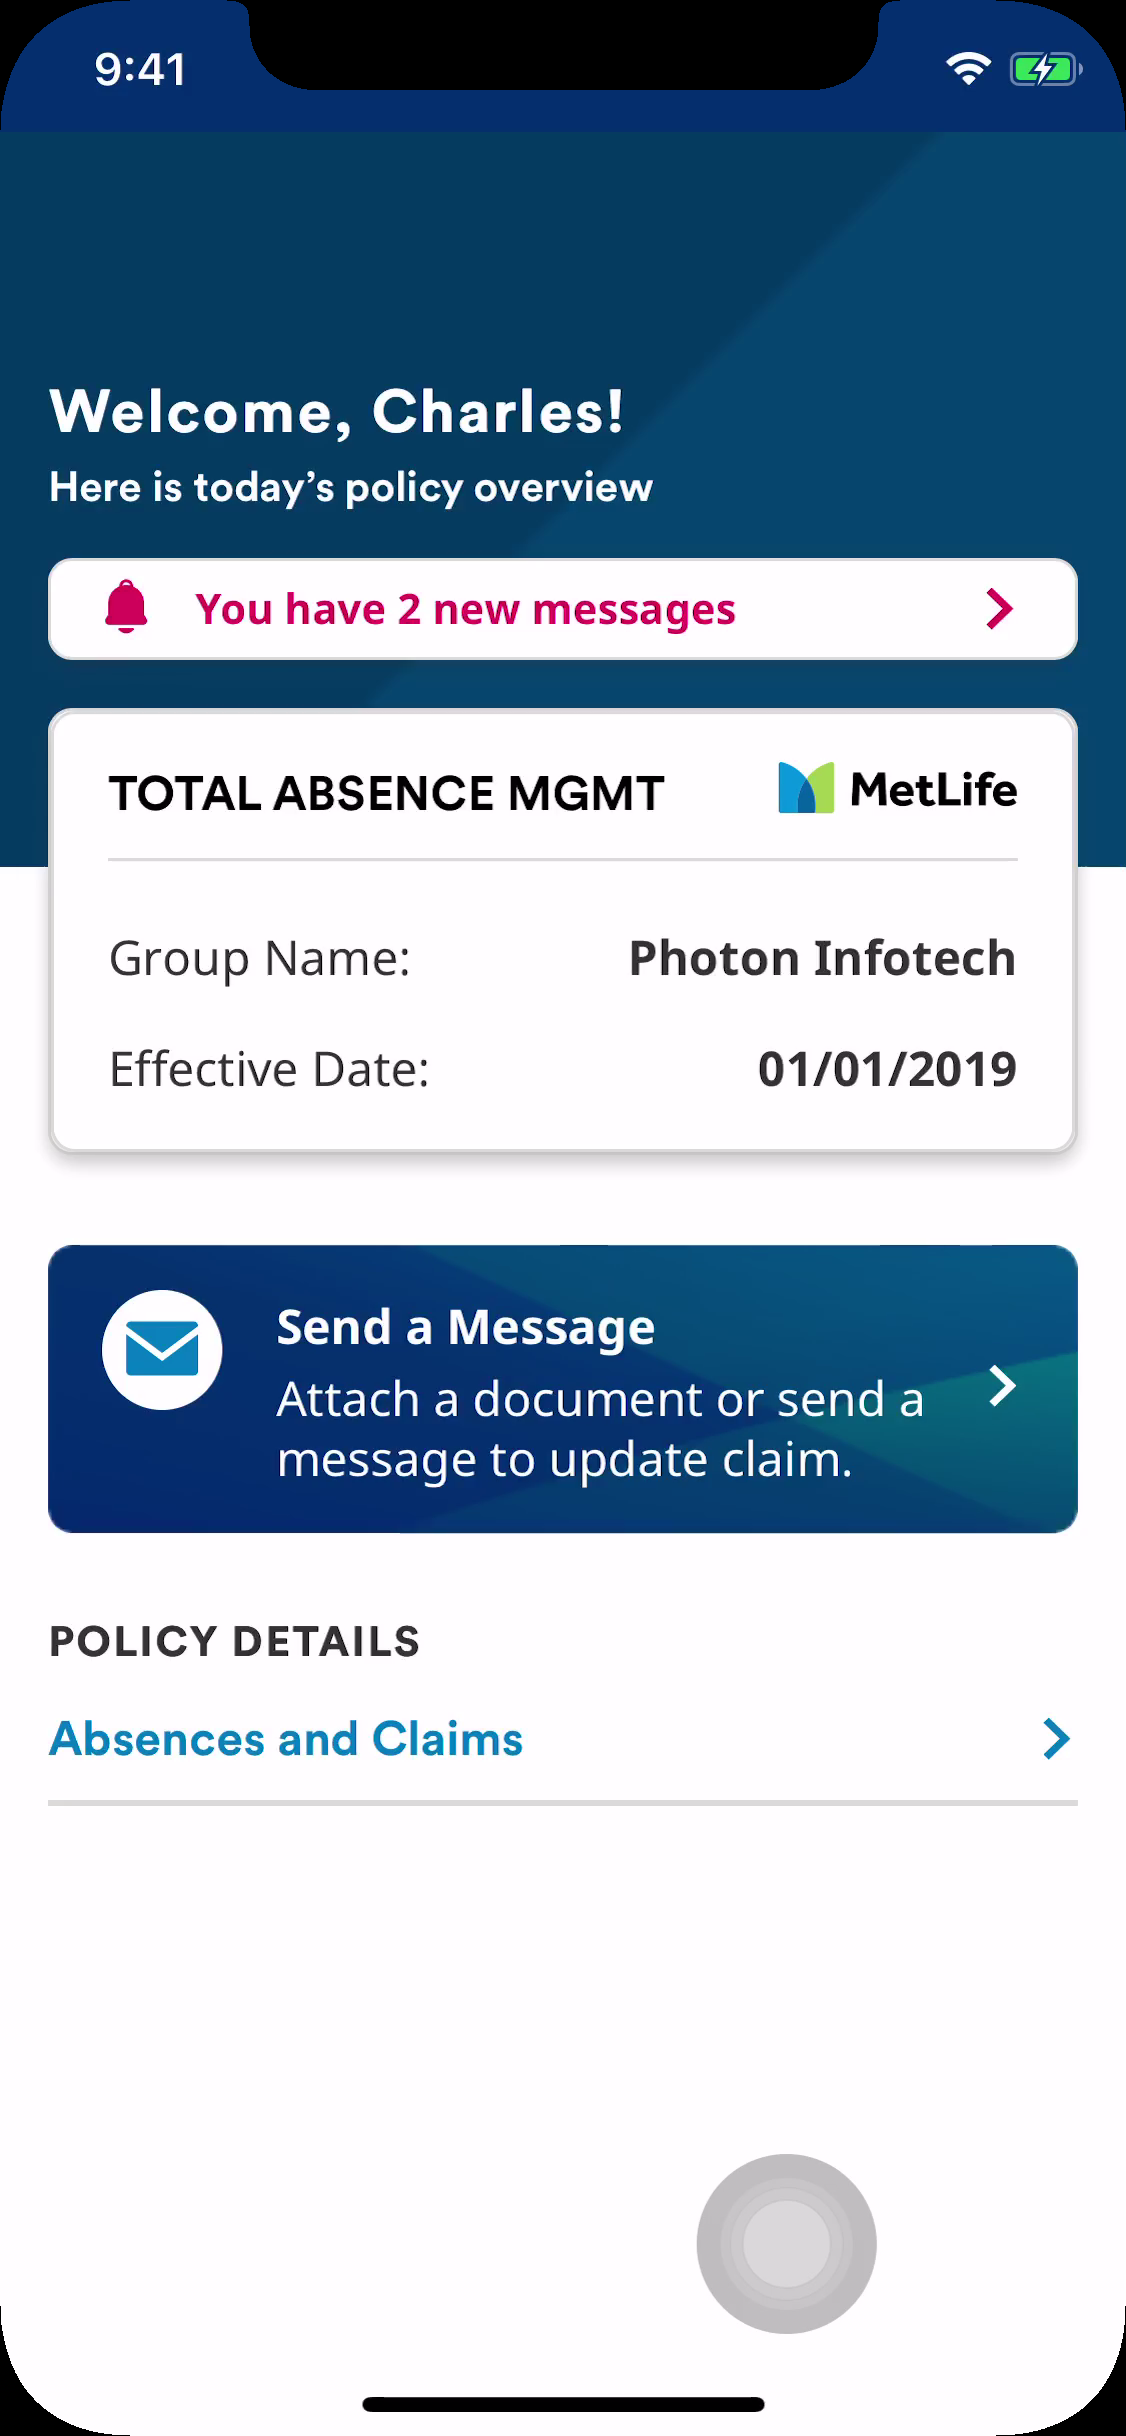 9:41
Welcome, Charles!
Here is today’s policy overview
You have 2 new messages
TOTAL ABSENCE MGMT
MetLife
Group Name: Photon Infotech
Effective Date: 01/01/2019
Send a Message
Attach a document or send a
message to update claim.
POLICY DETAILS
Absences and Claims